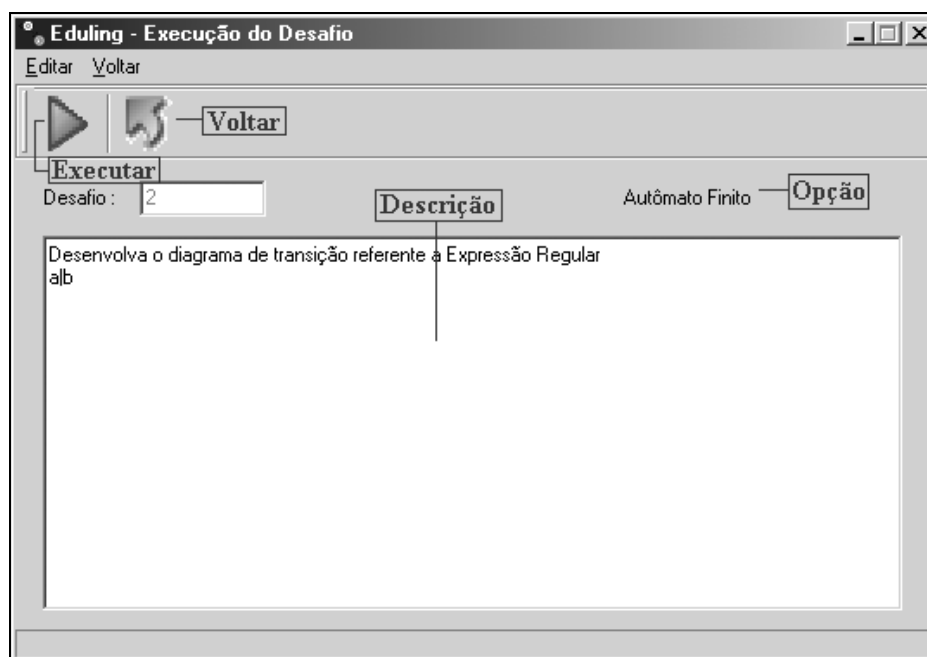 Eduling - Execução do Desafio
Editar Voltar
Voltar
Executar
Desafio : 2
Descrição
Autômato Finito
Opção
Desenvolva o diagrama de transição referente a Expressão Regular
a|b